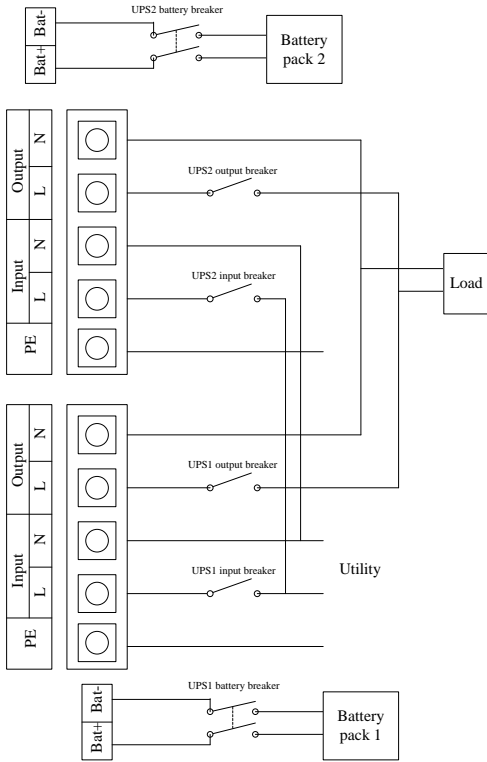 UPS2 battery breaker
Bat-
Bat+
Battery
pack 2
Output
N
L
UPS2 output breaker
Input
N
L
UPS2 input breaker
Load
PE
Output
N
L
UPS1 output breaker
Input
N
L
UPS1 input breaker
Utility
PE
UPS1 battery breaker
Bat-
Bat+
Battery
pack 1